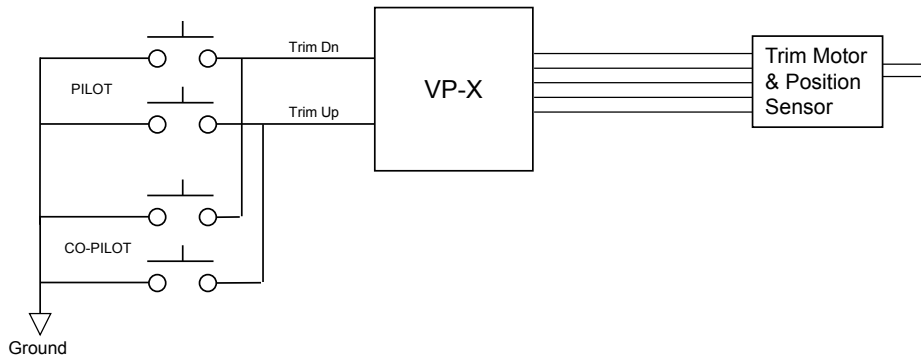 Trim Dn
PILOT
VP-X
Trim Motor
& Position
Sensor
Trim Up
CO-PILOT
Ground